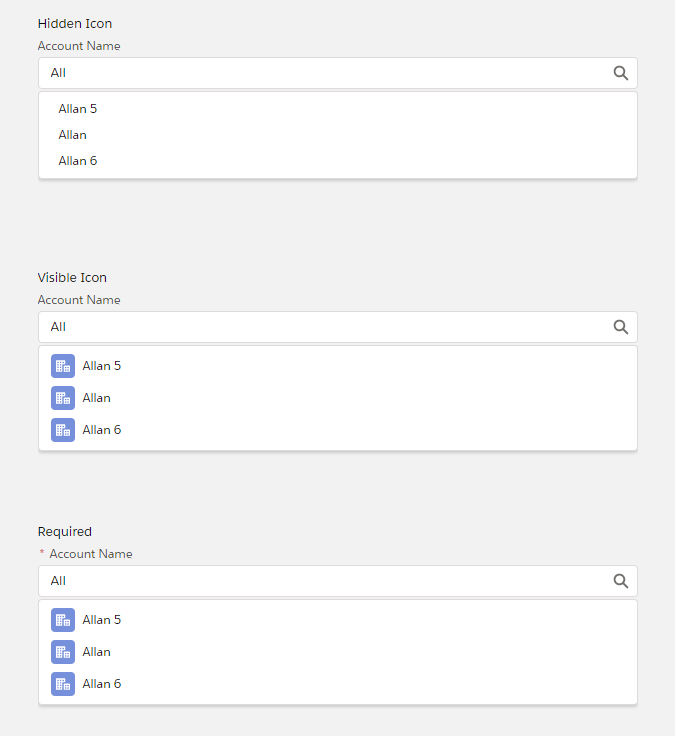 Hidden Icon
Account Name
All
Allan 5
Allan
Allan 6
Visible Icon
Account Name
All
Allan 5
Allan
Allan 6
Required
* Account Name
All
Allan 5
Allan
Allan 6